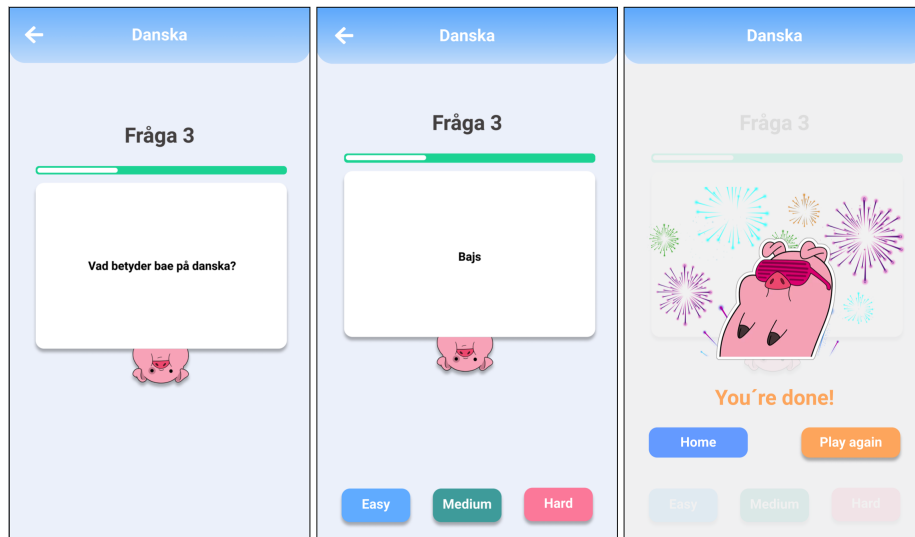 Danska
Fråga 3
Vad betyder bae på danska?
Danska
Fråga 3
Bajs
Easy Medium Hard
Danska
Fråga 3
You´re done!
Home Play again
Easy Medium Hard